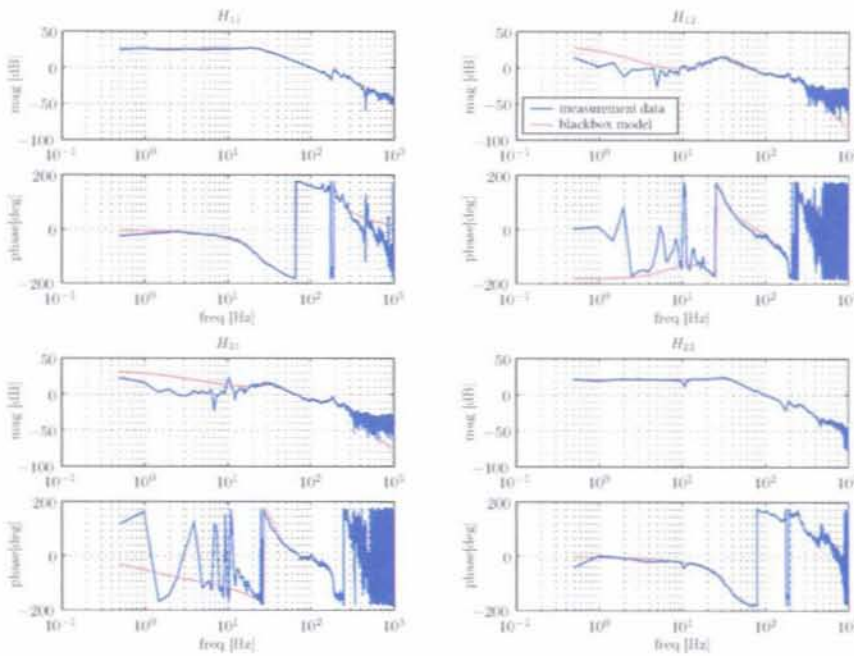 H₁₁
mag [dB]
50
0
−50
−100
10⁻¹ 10⁰ 10¹ 10² 10³
phase[deg]
200
0
−200
10⁻¹ 10⁰ 10¹ 10² 10³
freq [Hz]
H₁₂
mag [dB]
50
0
−50
−100
measurement data
blackbox model
10⁻¹ 10⁰ 10¹ 10² 10³
phase[deg]
200
0
−200
10⁻¹ 10⁰ 10¹ 10² 10³
freq [Hz]
H₂₁
mag [dB]
50
0
−50
−100
10⁻¹ 10⁰ 10¹ 10² 10³
phase[deg]
200
0
−200
10⁻¹ 10⁰ 10¹ 10² 10³
freq [Hz]
H₂₂
mag [dB]
50
0
−50
−100
10⁻¹ 10⁰ 10¹ 10² 10³
phase[deg]
200
0
−200
10⁻¹ 10⁰ 10¹ 10² 10³
freq [Hz]